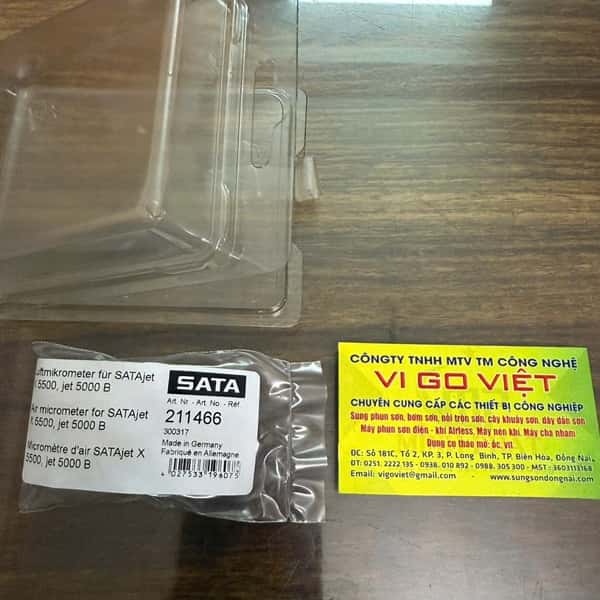 Luftmikrometer für SATAjet
X 5500, jet 5000 B
Air micrometer for SATAjet
X 5500, jet 5000 B
Micromètre d'air SATAjet X
5500, jet 5000 B
SATA
Art. Nr. - Art. No. - Réf.
211466
300317
Made in Germany
Fabriqué en Allemagne
4 027533 196075
CÔNGTY TNHH MTV TM CÔNG NGHỆ
VI GO VIỆT
CHUYÊN CUNG CẤP CÁC THIẾT BỊ CÔNG NGHIỆP
Súng phun sơn, bơm sơn, nồi trộn sơn, cây khuấy sơn, dây dẫn sơn
Máy phun sơn điện - khí Airless, Máy nén khí, Máy chà nhám
Dụng cụ tháo mở: ốc, vít...
ĐC: Số 181C, Tổ 2, KP. 3, P. Long Bình, TP. Biên Hòa, Đồng Nai
ĐT: 0251. 2222 135 - 0938. 010 892 - 0988. 305 300 - MST: 3603113168
Email: vigoviet@gmail.com - www.sungsondongnai.com